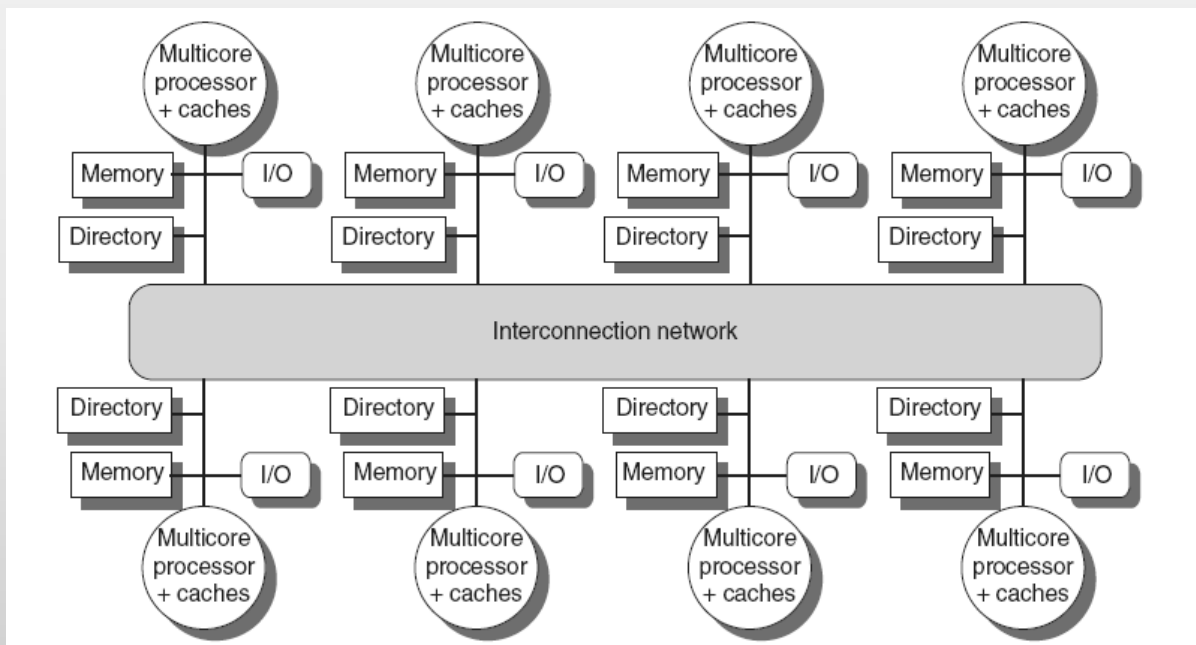 Multicore
processor
+ caches
Multicore
processor
+ caches
Multicore
processor
+ caches
Multicore
processor
+ caches
Memory
I/O
Memory
I/O
Memory
I/O
Memory
I/O
Directory
Directory
Directory
Directory
Interconnection network
Directory
Directory
Directory
Directory
Memory
I/O
Memory
I/O
Memory
I/O
Memory
I/O
Multicore
processor
+ caches
Multicore
processor
+ caches
Multicore
processor
+ caches
Multicore
processor
+ caches